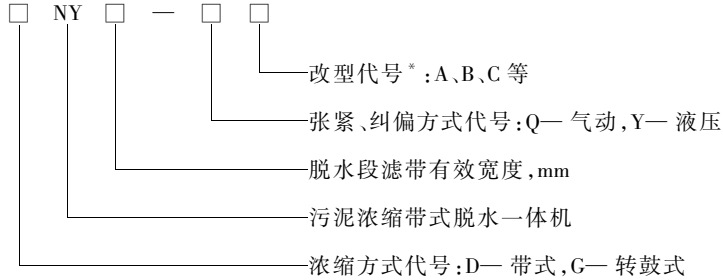 □ NY □ — □ □
改型代号*:A、B、C 等
张紧、纠偏方式代号:Q— 气动,Y— 液压
脱水段滤带有效宽度,mm
污泥浓缩带式脱水一体机
浓缩方式代号:D— 带式,G— 转鼓式